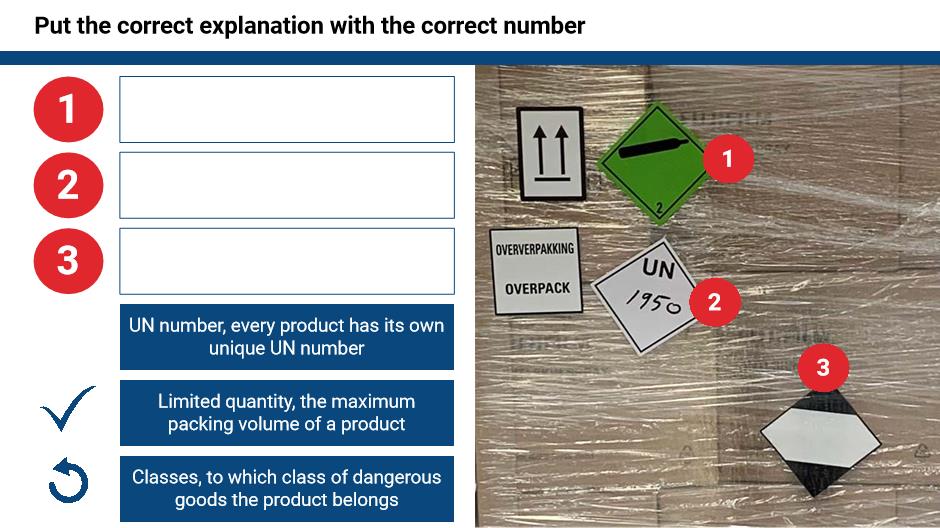 Put the correct explanation with the correct number
1
2
3
UN number, every product has its own
unique UN number
Limited quantity, the maximum
packing volume of a product
Classes, to which class of dangerous
goods the product belongs
2
1
OVERVERPAKKING
OVERPACK
UN
1950
2
3